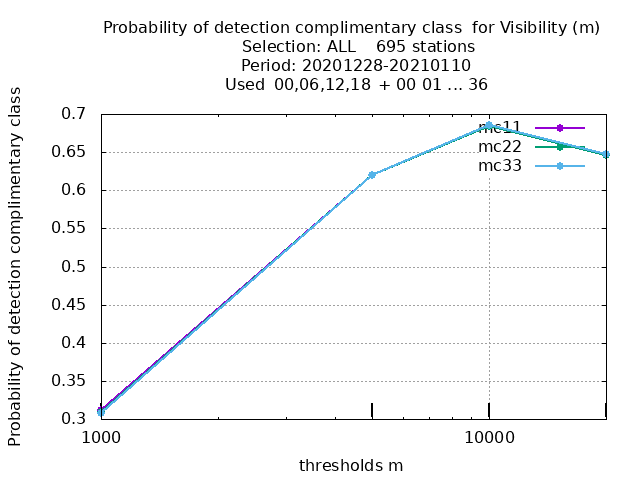 Probability of detection complimentary class  for Visibility (m)
Selection: ALL    695 stations
Period: 20201228-20210110
Used  00,06,12,18  + 00 01 ... 36
Probability of detection complimentary class
0.7
0.65
0.6
0.55
0.5
0.45
0.4
0.35
0.3
mc11
mc22
mc33
1000
10000
thresholds m